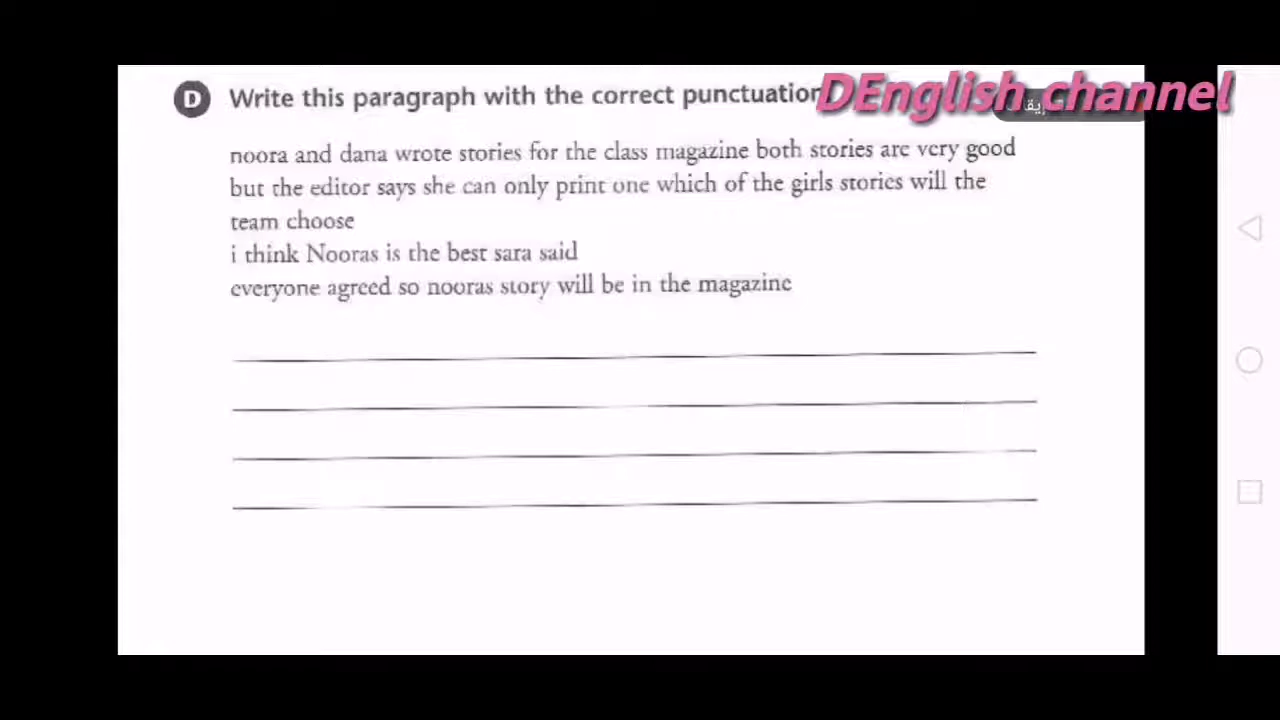 D Write this paragraph with the correct punctuation
DEnglish channel
noora and dana wrote stories for the class magazine both stories are very good
but the editor says she can only print one which of the girls stories will the
team choose
i think Nooras is the best sara said
everyone agreed so nooras story will be in the magazine